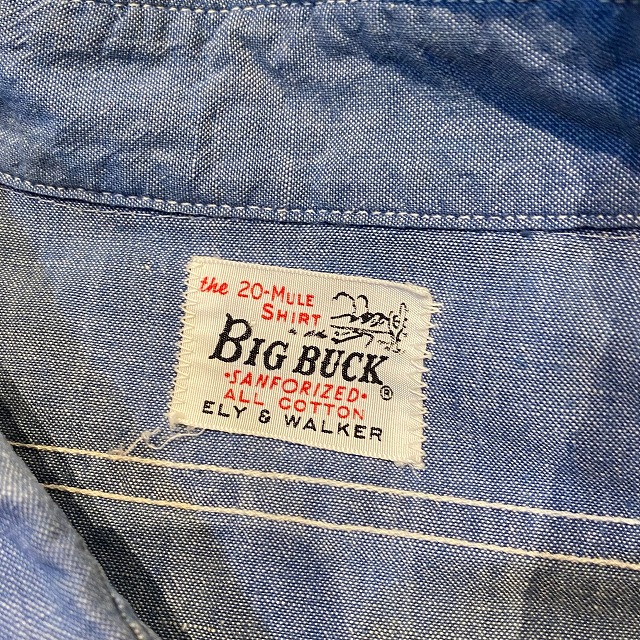 the 20-MULE
SHIRT
BIG BUCK ®
•SANFORIZED•
ALL COTTON
ELY & WALKER